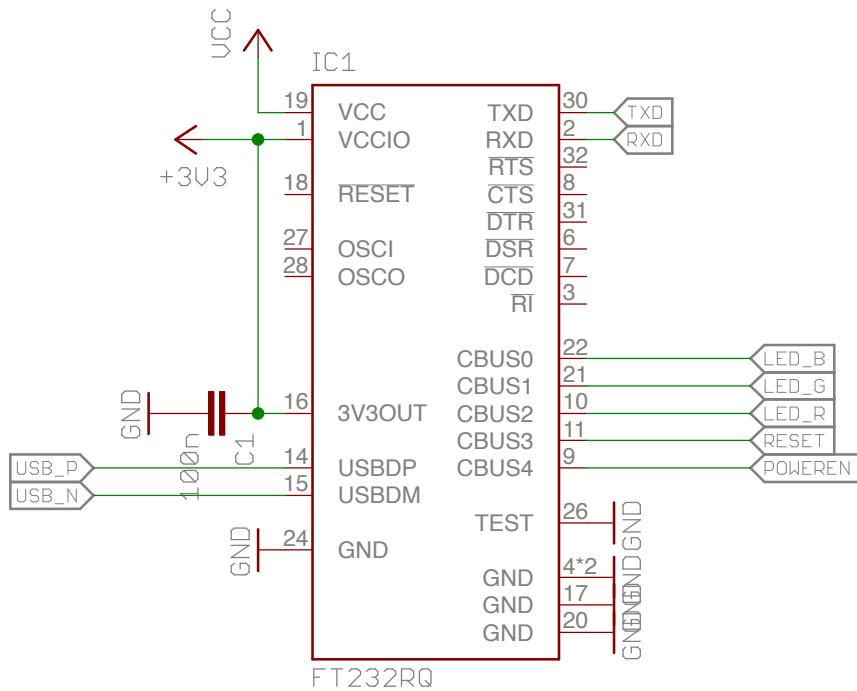 VCC
IC1
19 VCC TXD 30 TXD
1 VCCIO RXD 2 RXD
+3V3
RTS 32
18 RESET CTS 8
DTR 31
27 OSCI DSR 6
28 OSCO DCD 7
RI 3
CBUS0 22 LED_B
CBUS1 21 LED_G
GND 16 3V3OUT CBUS2 10 LED_R
100n C1
CBUS3 11 RESET
USB_P 14 USBDP CBUS4 9 POWEREN
USB_N 15 USBDM
TEST 26 GND
GND 24 GND
GND 4*2 GND
GND 17 GND
GND 20 GND
FT232RQ